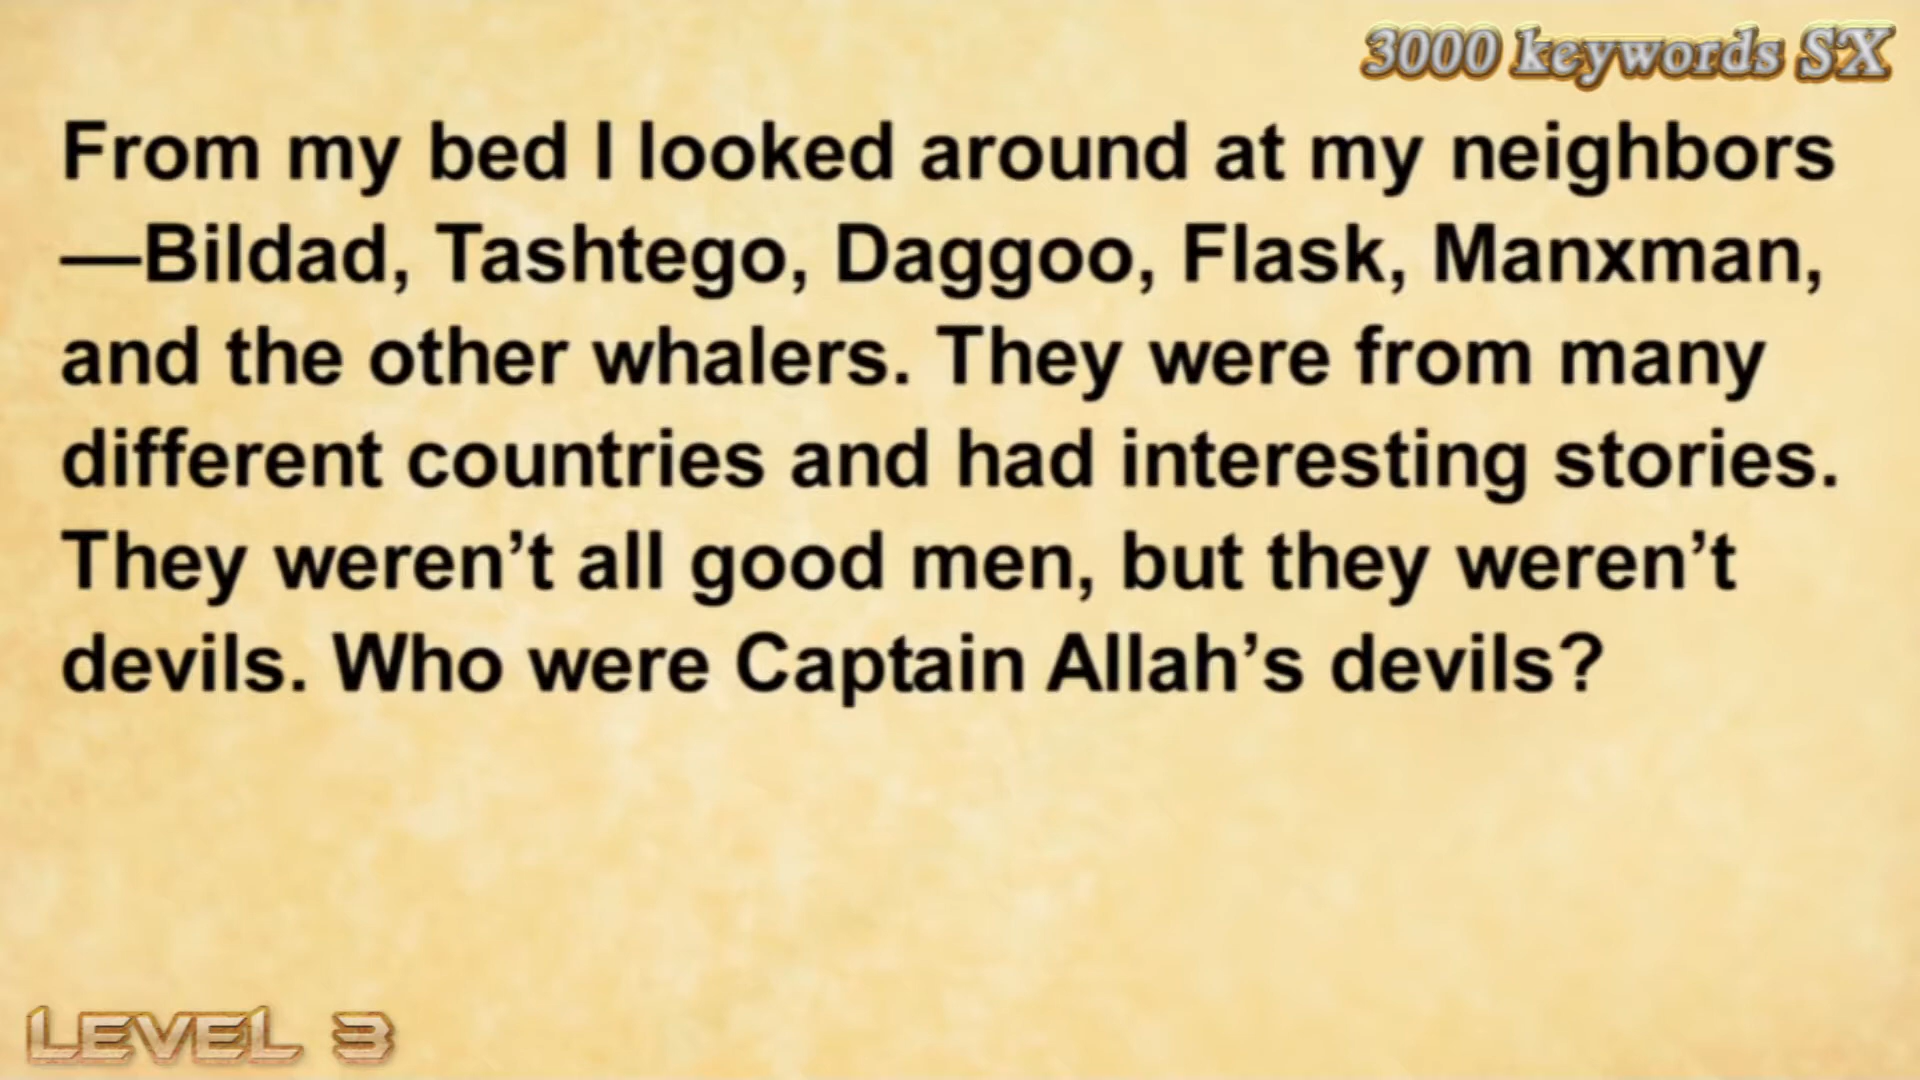 3000 keywords SX
From my bed I looked around at my neighbors
—Bildad, Tashtego, Daggoo, Flask, Manxman,
and the other whalers. They were from many
different countries and had interesting stories.
They weren’t all good men, but they weren’t
devils. Who were Captain Allah’s devils?
LEVEL 3